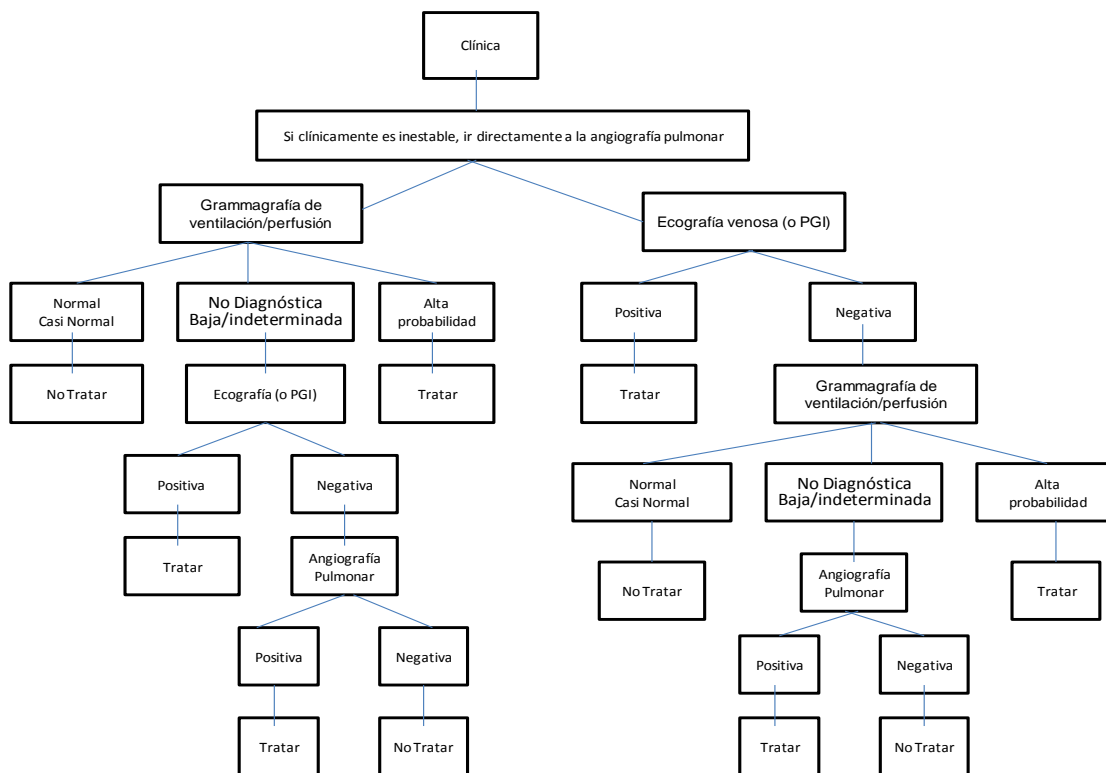 Clínica
Si clínicamente es inestable, ir directamente a la angiografía pulmonar
Grammagrafía de
ventilación/perfusión
Ecografía venosa (o PGI)
Normal
Casi Normal
No Diagnóstica
Baja/indeterminada
Alta
probabilidad
Positiva
Negativa
No Tratar
Ecografía (o PGI)
Tratar
Tratar
Grammagrafía de
ventilación/perfusión
Positiva
Negativa
Normal
Casi Normal
No Diagnóstica
Baja/indeterminada
Alta
probabilidad
Tratar
Angiografía
Pulmonar
No Tratar
Angiografía
Pulmonar
Tratar
Positiva
Negativa
Positiva
Negativa
Tratar
No Tratar
Tratar
No Tratar